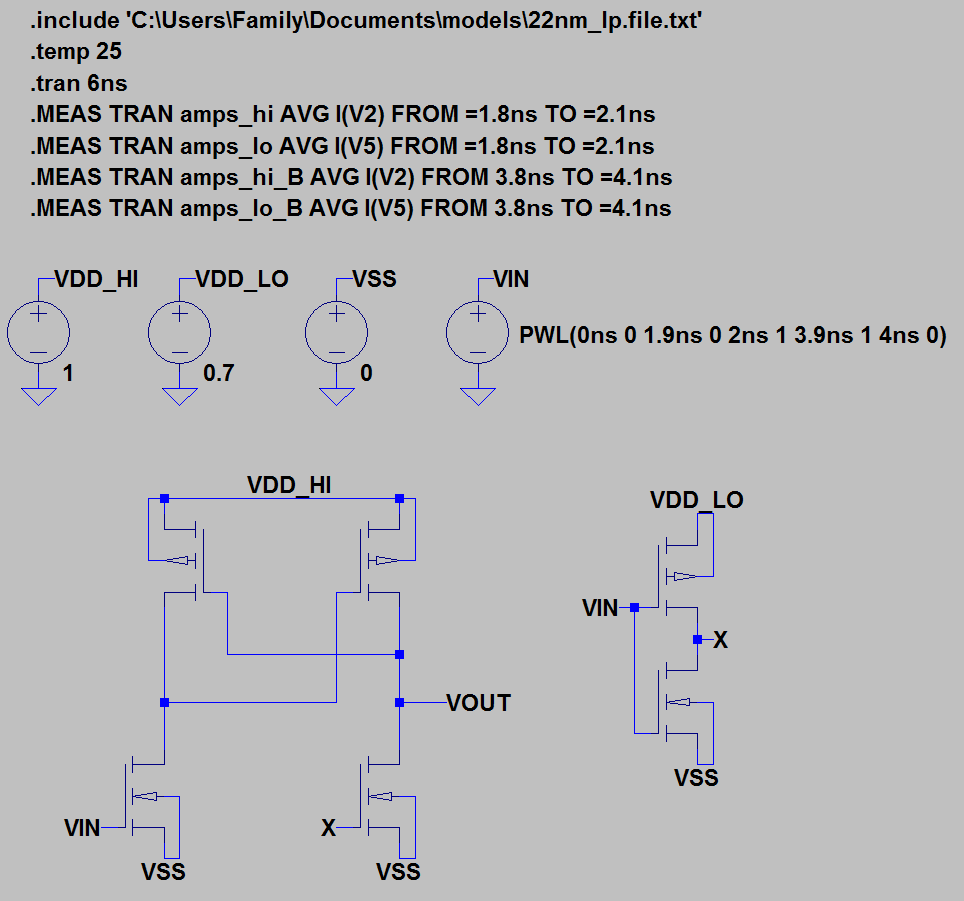 .include 'C:\Users\Family\Documents\models\22nm_lp.file.txt'
.temp 25
.tran 6ns
.MEAS TRAN amps_hi AVG I(V2) FROM =1.8ns TO =2.1ns
.MEAS TRAN amps_lo AVG I(V5) FROM =1.8ns TO =2.1ns
.MEAS TRAN amps_hi_B AVG I(V2) FROM 3.8ns TO =4.1ns
.MEAS TRAN amps_lo_B AVG I(V5) FROM 3.8ns TO =4.1ns
VDD_HI VDD_LO VSS VIN
PWL(0ns 0 1.9ns 0 2ns 1 3.9ns 1 4ns 0)
1 0.7 0
VDD_HI
VDD_LO
VIN
X
VOUT
VSS
VIN X
VSS VSS